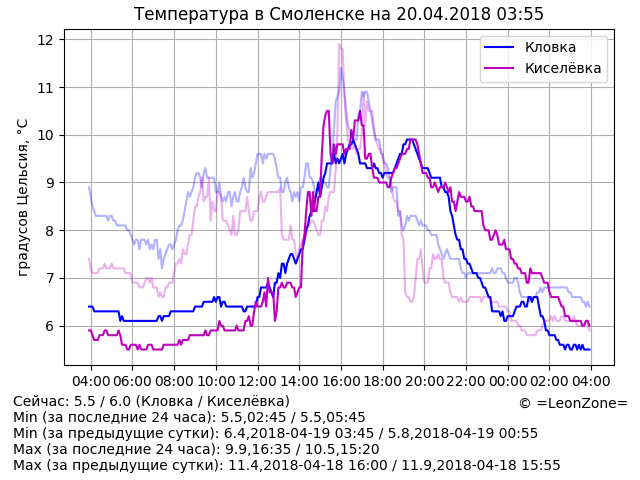 Температура в Смоленске на 20.04.2018 03:55
Кловка
Киселёвка
градусов Цельсия, °C
12
11
10
9
8
7
6
04:00 06:00 08:00 10:00 12:00 14:00 16:00 18:00 20:00 22:00 00:00 02:00 04:00
Сейчас: 5.5 / 6.0 (Кловка / Киселёвка)
© =LeonZone=
Min (за последние 24 часа): 5.5,02:45 / 5.5,05:45
Min (за предыдущие сутки): 6.4,2018-04-19 03:45 / 5.8,2018-04-19 00:55
Max (за последние 24 часа): 9.9,16:35 / 10.5,15:20
Max (за предыдущие сутки): 11.4,2018-04-18 16:00 / 11.9,2018-04-18 15:55